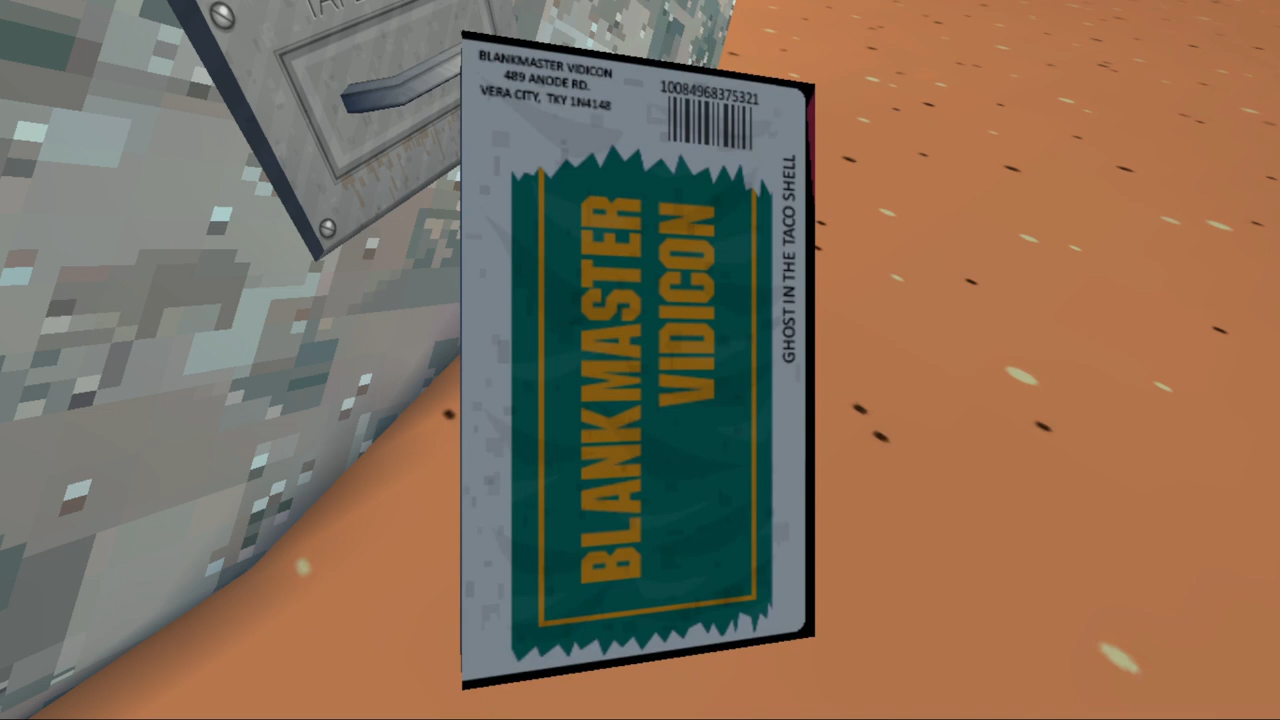 BLANKMASTER VIDICON
489 ANODE RD.
VERA CITY, TKY 1N4148
10084968375321
GHOST IN THE TACO SHELL
BLANKMASTER
VIDICON